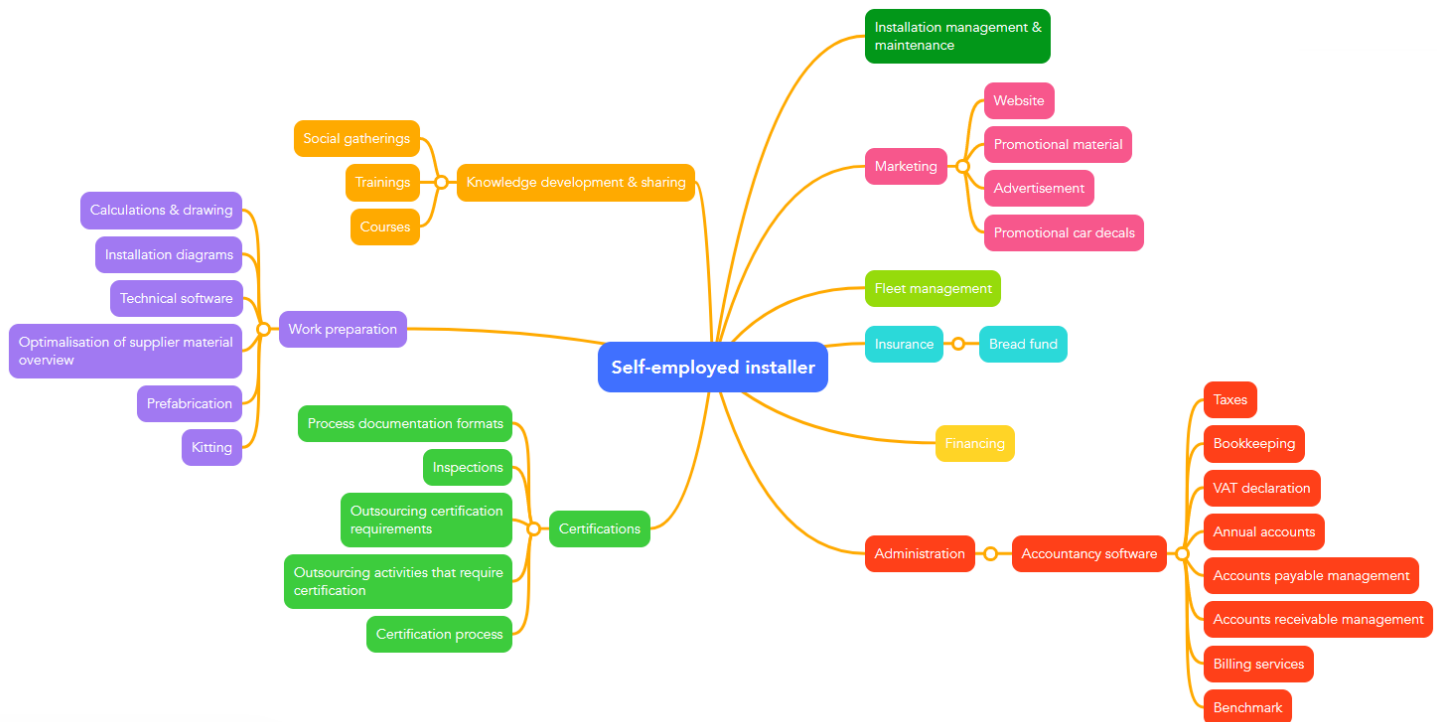 Self-employed installer
Installation management &
maintenance
Marketing
Website
Promotional material
Advertisement
Promotional car decals
Fleet management
Insurance
Bread fund
Financing
Administration
Accountancy software
Taxes
Bookkeeping
VAT declaration
Annual accounts
Accounts payable management
Accounts receivable management
Billing services
Benchmark
Knowledge development & sharing
Social gatherings
Trainings
Courses
Work preparation
Calculations & drawing
Installation diagrams
Technical software
Optimalisation of supplier material
overview
Prefabrication
Kitting
Certifications
Process documentation formats
Inspections
Outsourcing certification
requirements
Outsourcing activities that require
certification
Certification process